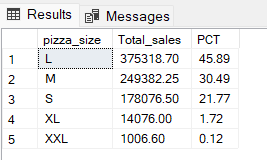 Results Messages
pizza_size Total_sales PCT
1 L 375318.70 45.89
2 M 249382.25 30.49
3 S 178076.50 21.77
4 XL 14076.00 1.72
5 XXL 1006.60 0.12